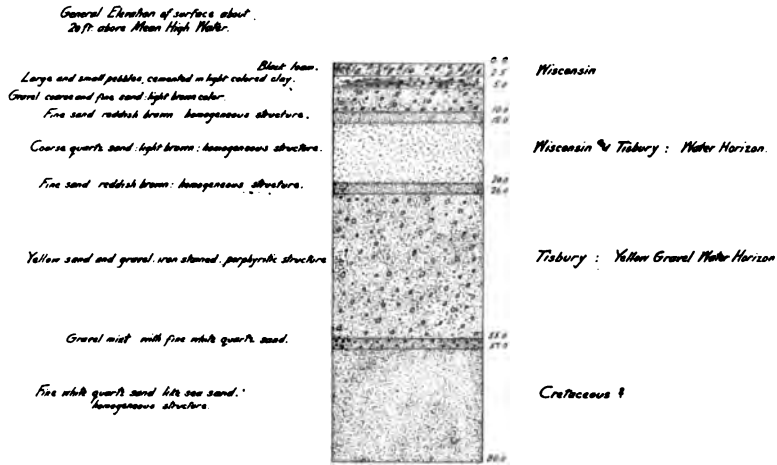 General Elevation of surface about
20 ft. above Mean High Water.
Black loam.
0.0
2.5
Wisconsin
Large and small pebbles, cemented in light colored clay.
5.0
Gravel coarse and fine sand: light brown color.
10.0
Fine sand reddish brown homogeneous structure.
Coarse quartz sand: light brown: homogeneous structure.
Wisconsin & Tisbury: Water Horizon.
Fine sand reddish brown: homogeneous structure.
26.0
Yellow sand and gravel. iron stained. porphyritic structure
Tisbury: Yellow Gravel Water Horizon
Gravel mixt with fine white quartz sand.
55.0
57.0
Fine white quartz sand like sea sand.
homogeneous structure.
Cretaceous ?
80.0